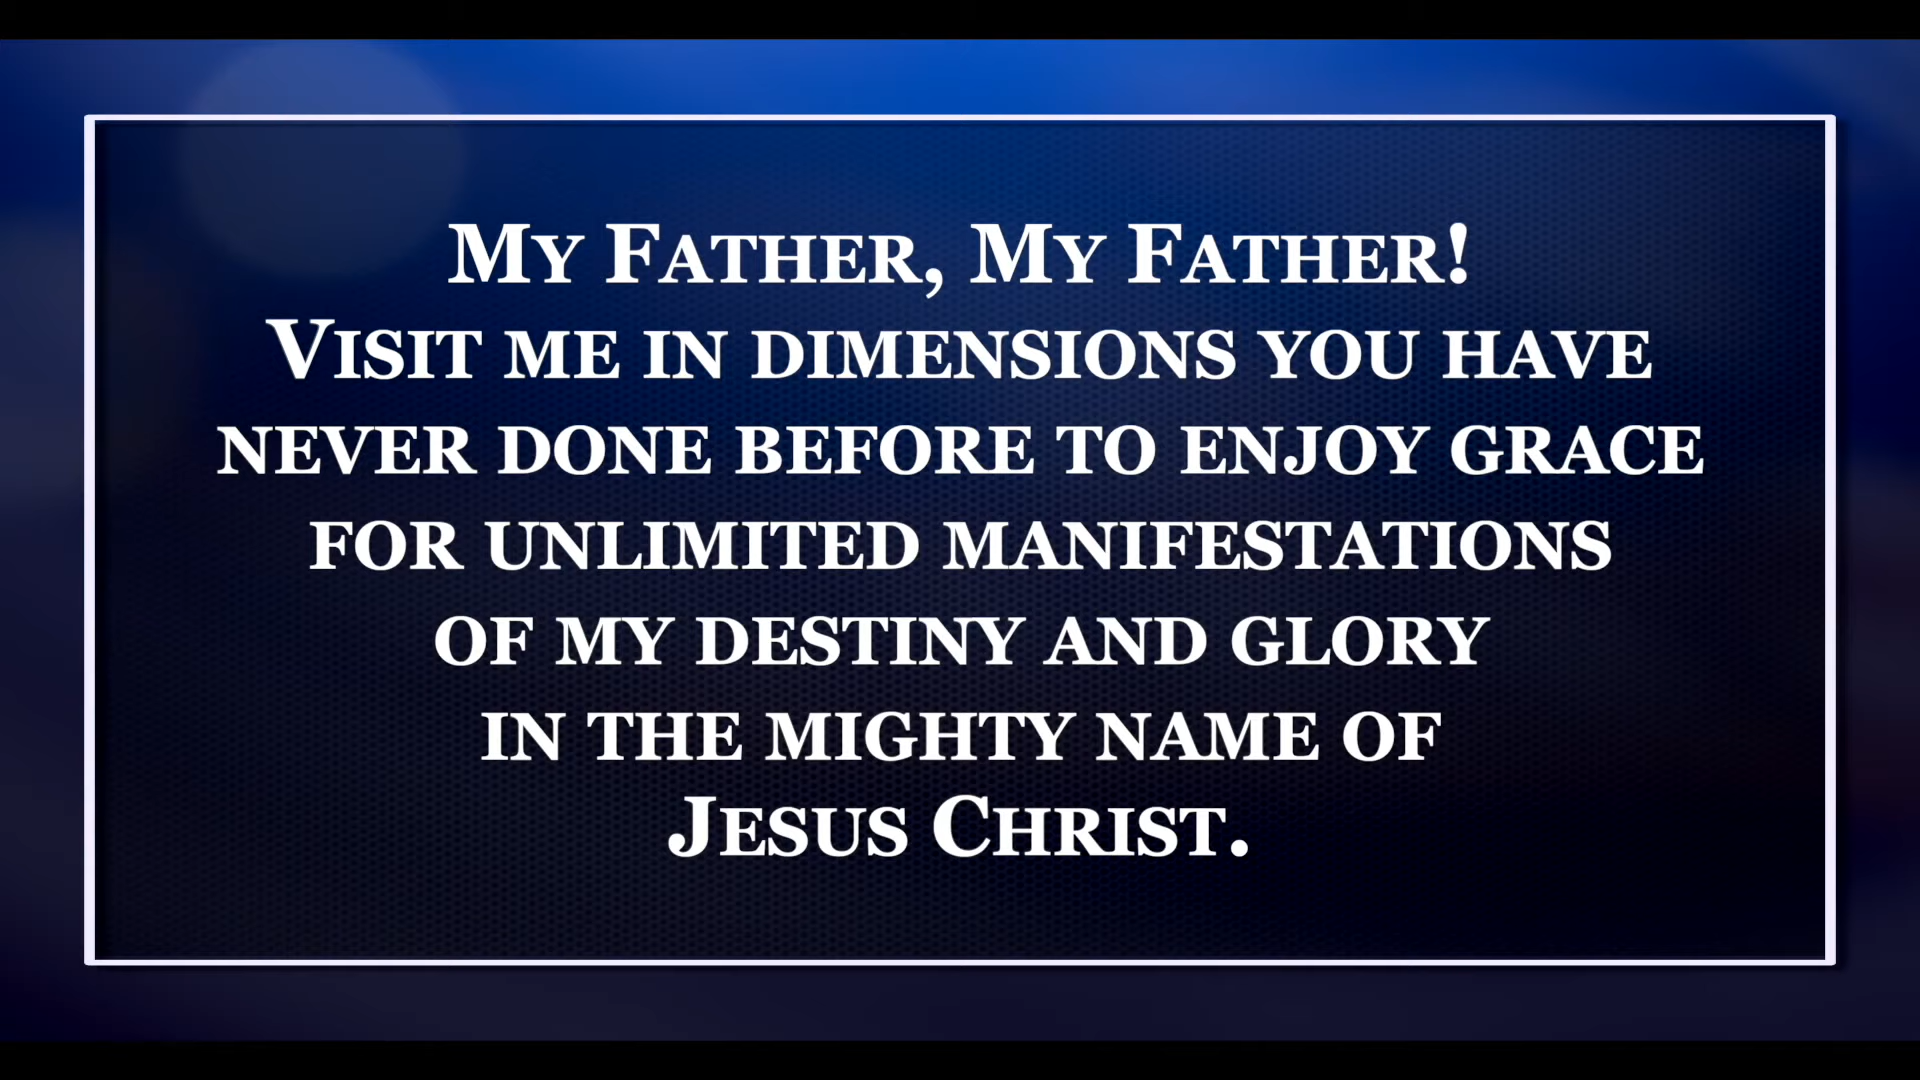 My Father, My Father!
Visit me in dimensions you have
never done before to enjoy grace
for unlimited manifestations
of my destiny and glory
in the mighty name of
Jesus Christ.